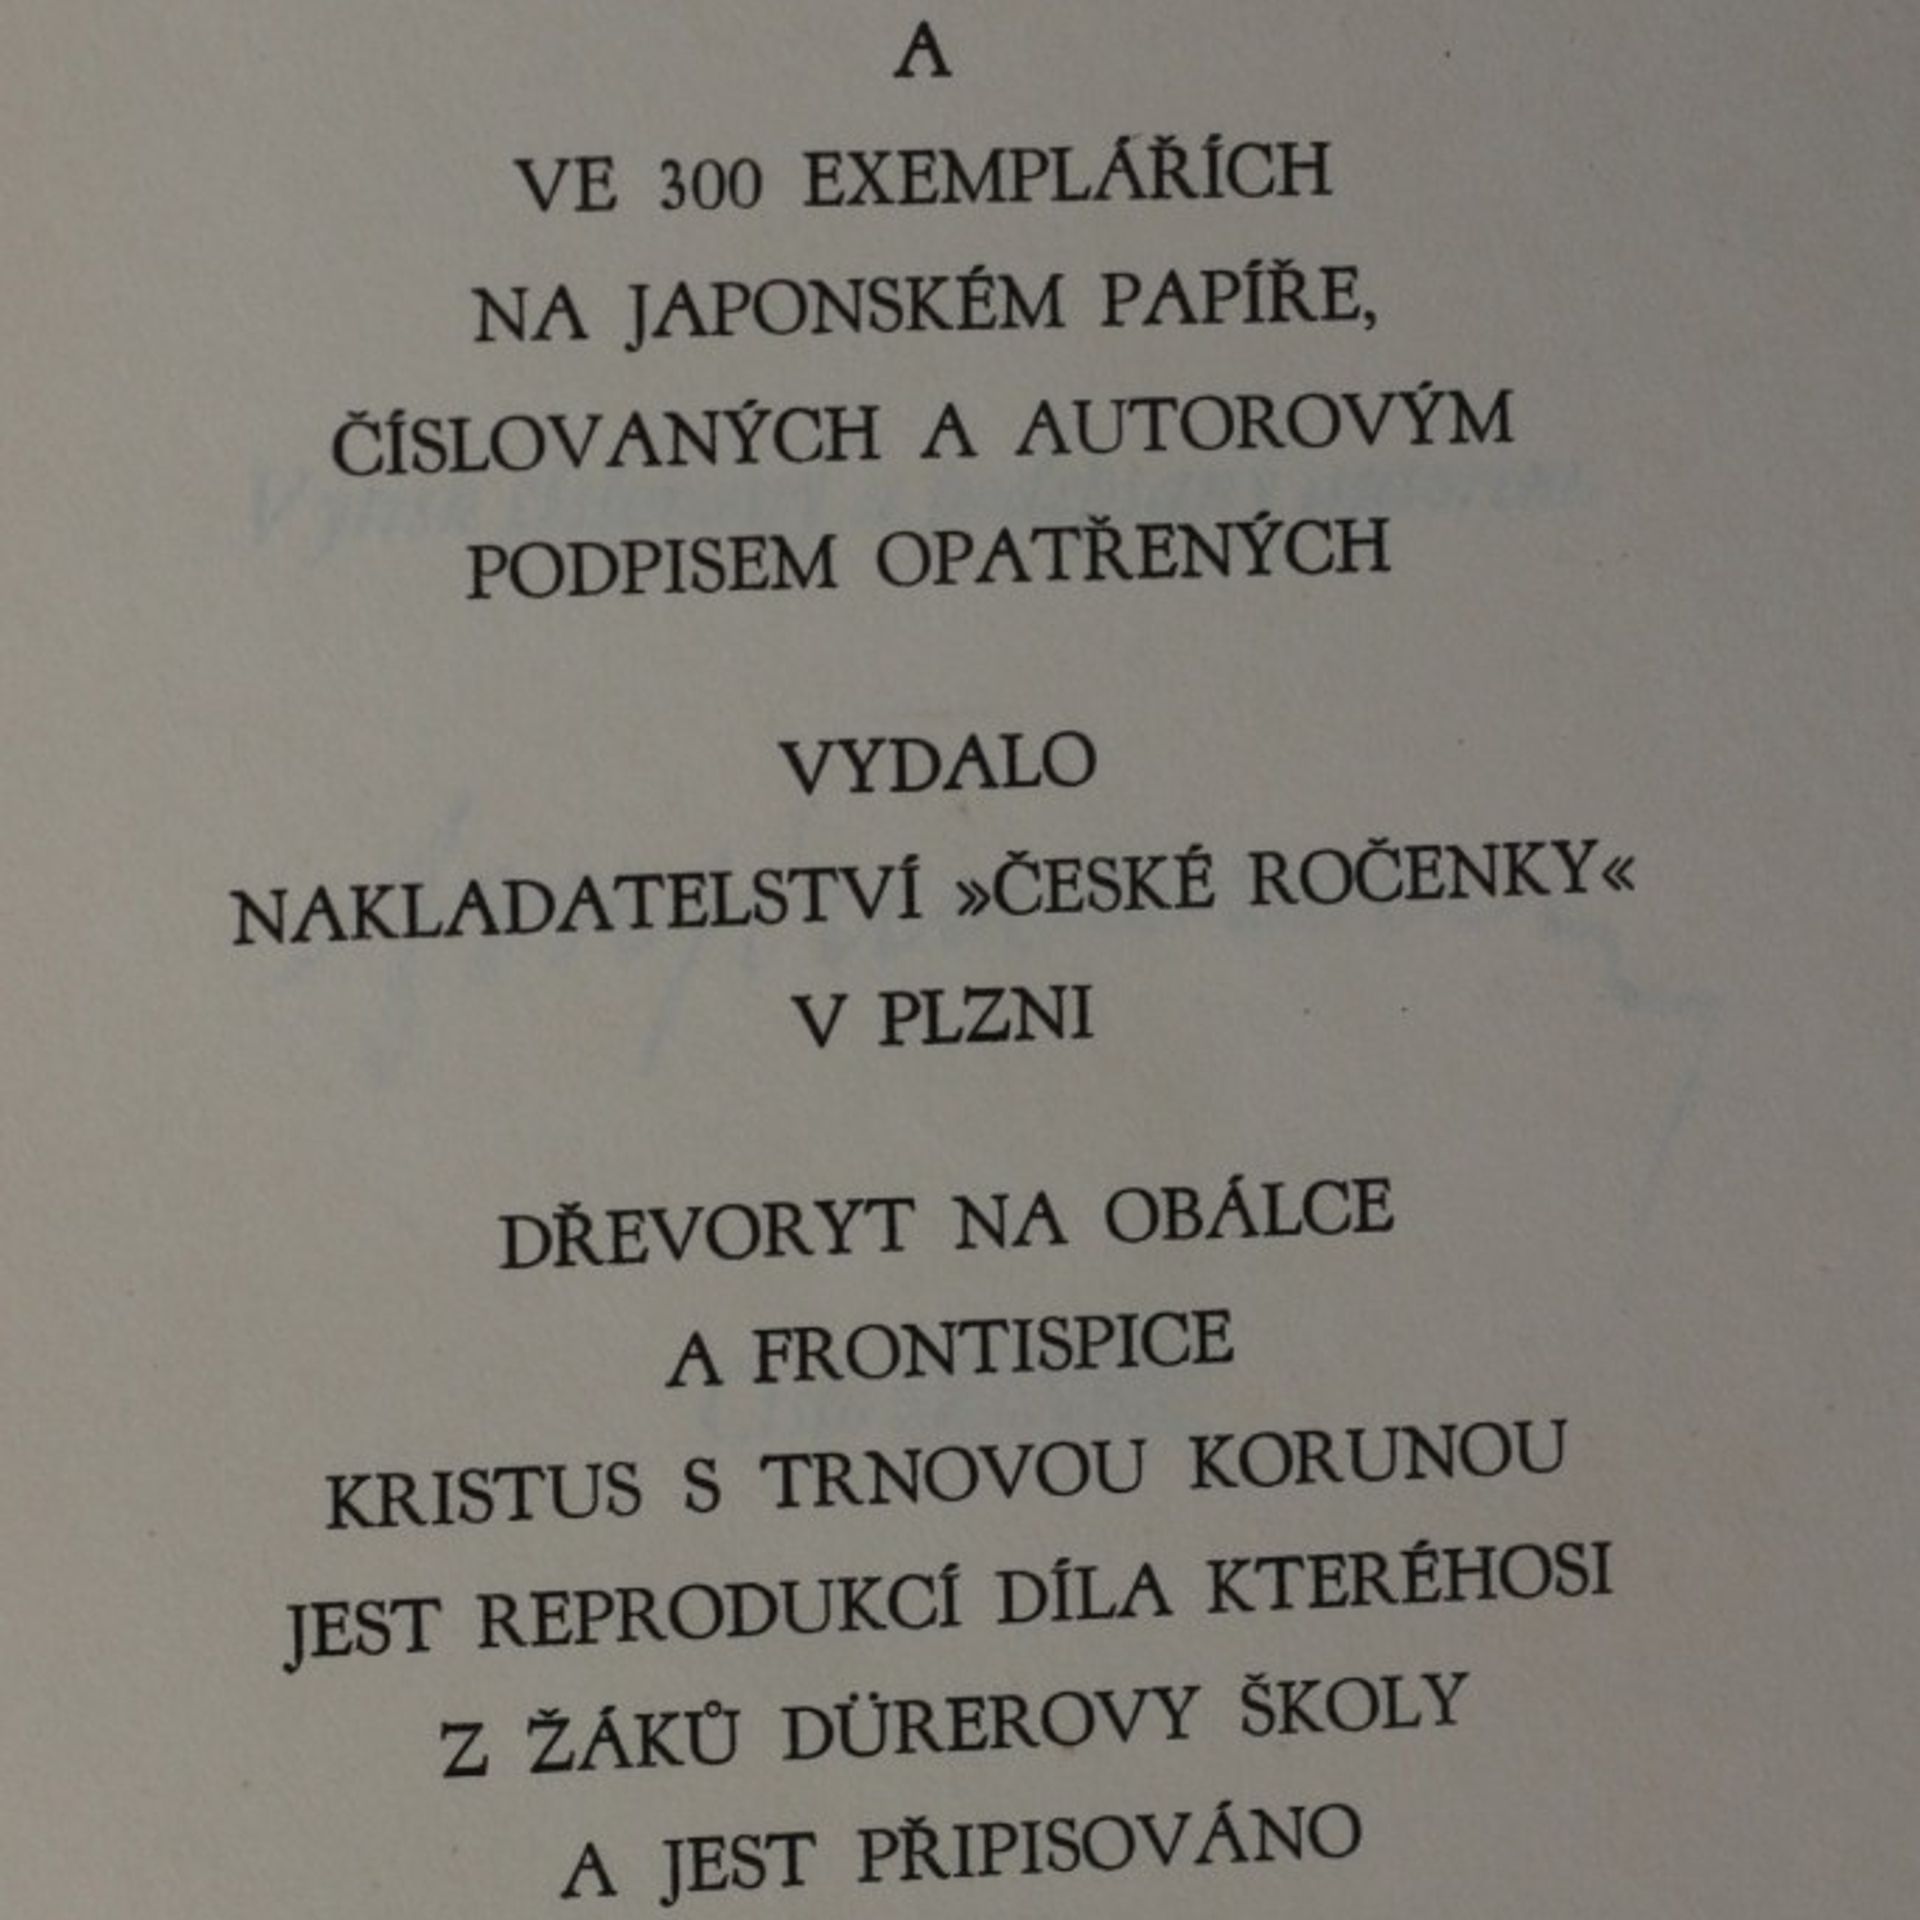 A
VE 300 EXEMPLÁŘÍCH
NA JAPONSKÉM PAPÍŘE,
ČÍSLOVANÝCH A AUTOROVÝM
PODPISEM OPATŘENÝCH
VYDALO
NAKLADATELSTVÍ »ČESKÉ ROČENKY«
V PLZNI
DŘEVORYT NA OBÁLCE
A FRONTISPICE
KRISTUS S TRNOVOU KORUNOU
JEST REPRODUKCÍ DÍLA KTERÉHOSI
Z ŽÁKŮ DÜREROVY ŠKOLY
A JEST PŘIPISOVÁNO